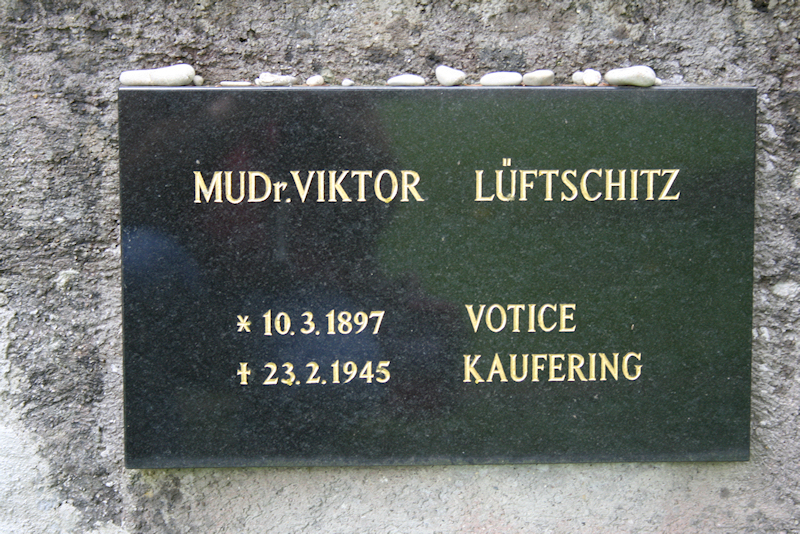 MUDr. VIKTOR LÜFTSCHITZ
* 10.3.1897 VOTICE
✝ 23.2.1945 KAUFERING